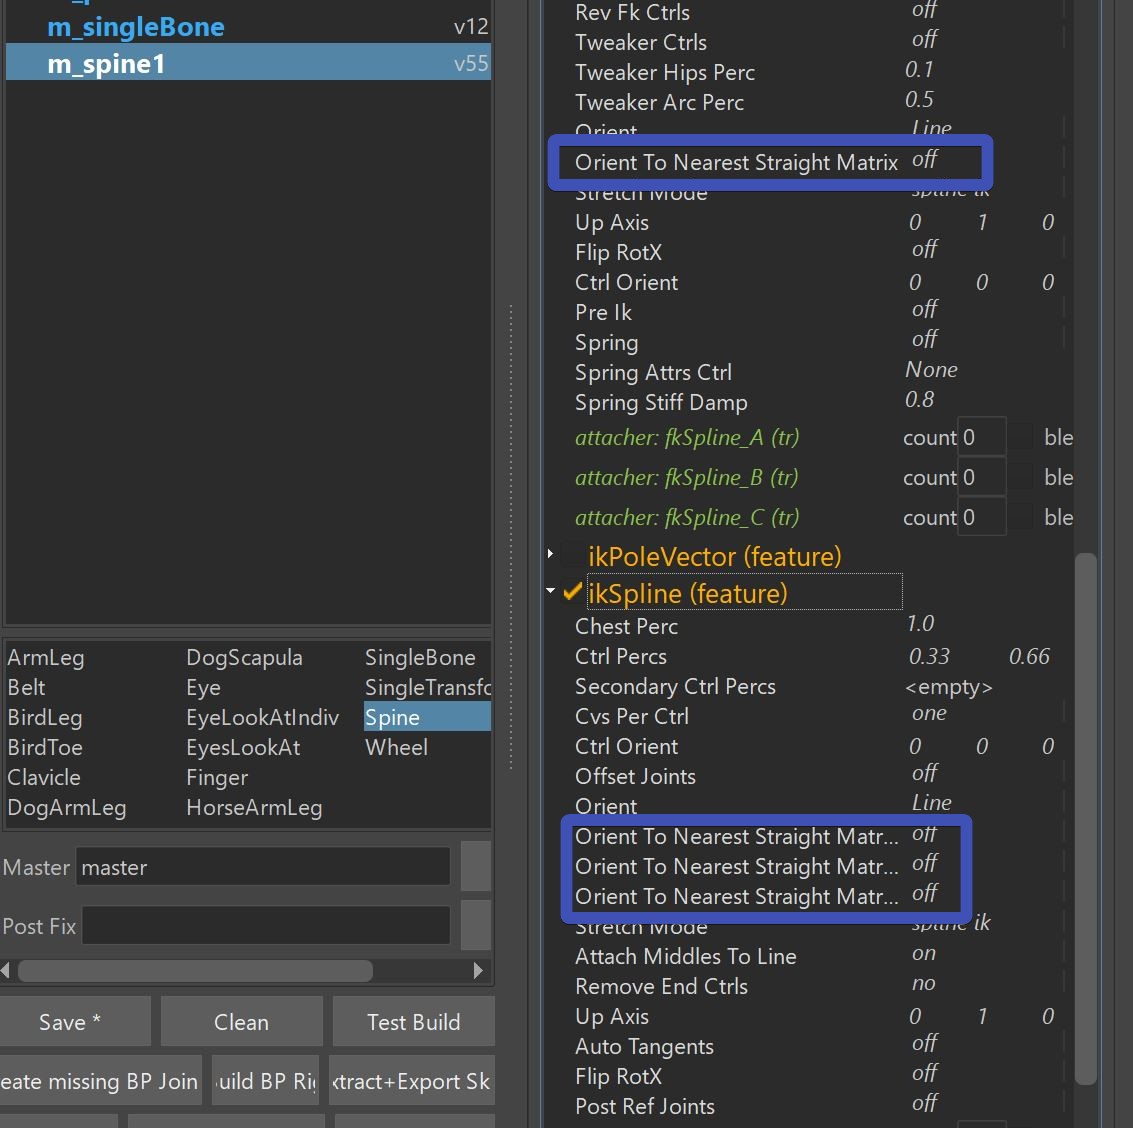 m_singleBone v12
m_spine1 v55
ArmLeg DogScapula SingleBone
Belt Eye SingleTransfo
BirdLeg EyeLookAtIndiv Spine
BirdToe EyesLookAt Wheel
Clavicle Finger
DogArmLeg HorseArmLeg
Master master
Post Fix
Save * Clean Test Build
eate missing BP Join uild BP Ri xtract+Export Sk
Rev Fk Ctrls off
Tweaker Ctrls off
Tweaker Hips Perc 0.1
Tweaker Arc Perc 0.5
Orient Line
Orient To Nearest Straight Matrix off
Stretch Mode spline ik
Up Axis 0 1 0
Flip RotX off
Ctrl Orient 0 0 0
Pre Ik off
Spring off
Spring Attrs Ctrl None
Spring Stiff Damp 0.8
attacher: fkSpline_A (tr) count 0 ble
attacher: fkSpline_B (tr) count 0 ble
attacher: fkSpline_C (tr) count 0 ble
ikPoleVector (feature)
ikSpline (feature)
Chest Perc 1.0
Ctrl Percs 0.33 0.66
Secondary Ctrl Percs <empty>
Cvs Per Ctrl one
Ctrl Orient 0 0 0
Offset Joints off
Orient Line
Orient To Nearest Straight Matr... off
Orient To Nearest Straight Matr... off
Orient To Nearest Straight Matr... off
Stretch Mode spline ik
Attach Middles To Line on
Remove End Ctrls no
Up Axis 0 1 0
Auto Tangents off
Flip RotX off
Post Ref Joints off